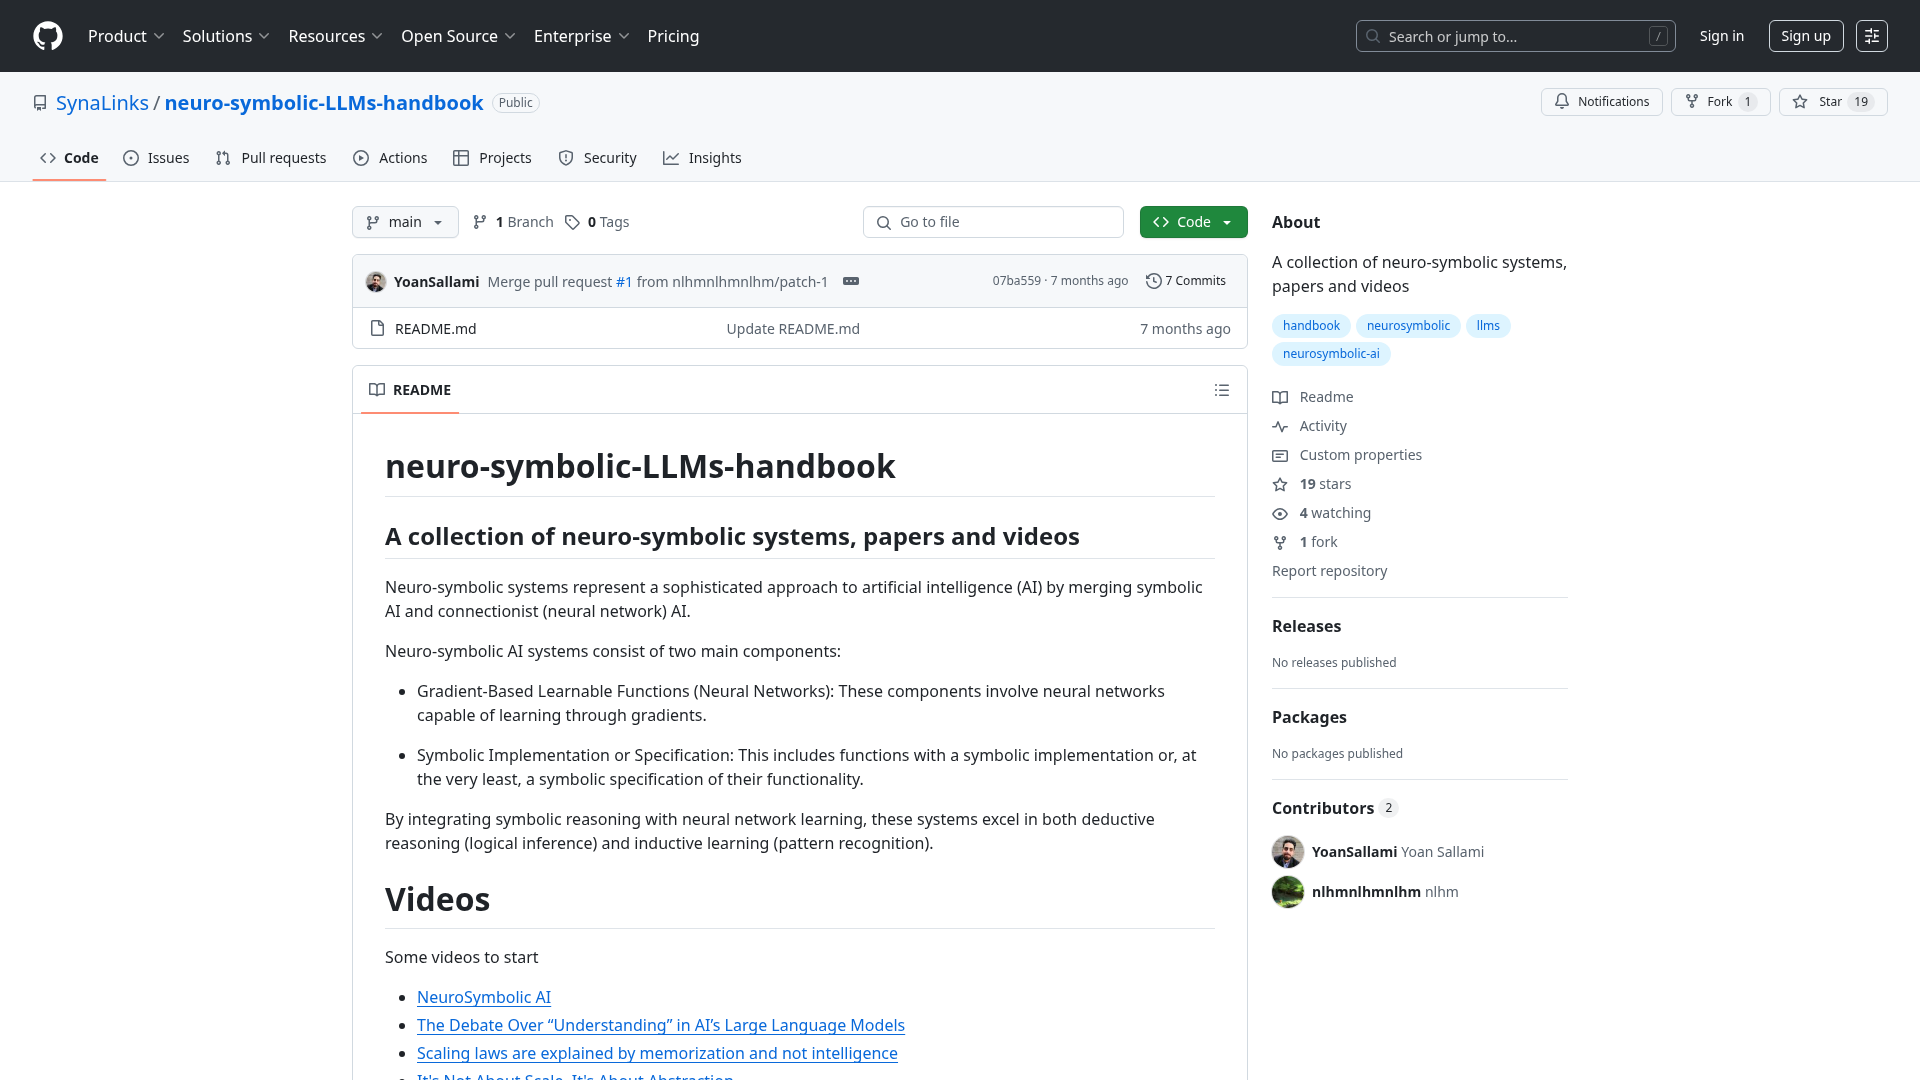 Product
Solutions
Resources
Open Source
Enterprise
Pricing
Search or jump to...
/
Sign in
Sign up
SynaLinks / neuro-symbolic-LLMs-handbook
Public
Notifications
Fork 1
Star 19
Code
Issues
Pull requests
Actions
Projects
Security
Insights
main
1 Branch
0 Tags
Go to file
Code
YoanSallami Merge pull request #1 from nlhmnlhmnlhm/patch-1
07ba559 · 7 months ago
7 Commits
README.md
Update README.md
7 months ago
README
neuro-symbolic-LLMs-handbook
A collection of neuro-symbolic systems, papers and videos
Neuro-symbolic systems represent a sophisticated approach to artificial intelligence (AI) by merging symbolic
AI and connectionist (neural network) AI.
Neuro-symbolic AI systems consist of two main components:
Gradient-Based Learnable Functions (Neural Networks): These components involve neural networks
capable of learning through gradients.
Symbolic Implementation or Specification: This includes functions with a symbolic implementation or, at
the very least, a symbolic specification of their functionality.
By integrating symbolic reasoning with neural network learning, these systems excel in both deductive
reasoning (logical inference) and inductive learning (pattern recognition).
Videos
Some videos to start
NeuroSymbolic AI
The Debate Over “Understanding” in AI’s Large Language Models
Scaling laws are explained by memorization and not intelligence
It's Not About Scale, It's About Abstraction
About
A collection of neuro-symbolic systems,
papers and videos
handbook neurosymbolic llms
neurosymbolic-ai
Readme
Activity
Custom properties
19 stars
4 watching
1 fork
Report repository
Releases
No releases published
Packages
No packages published
Contributors 2
YoanSallami Yoan Sallami
nlhmnlhmnlhm nlhm